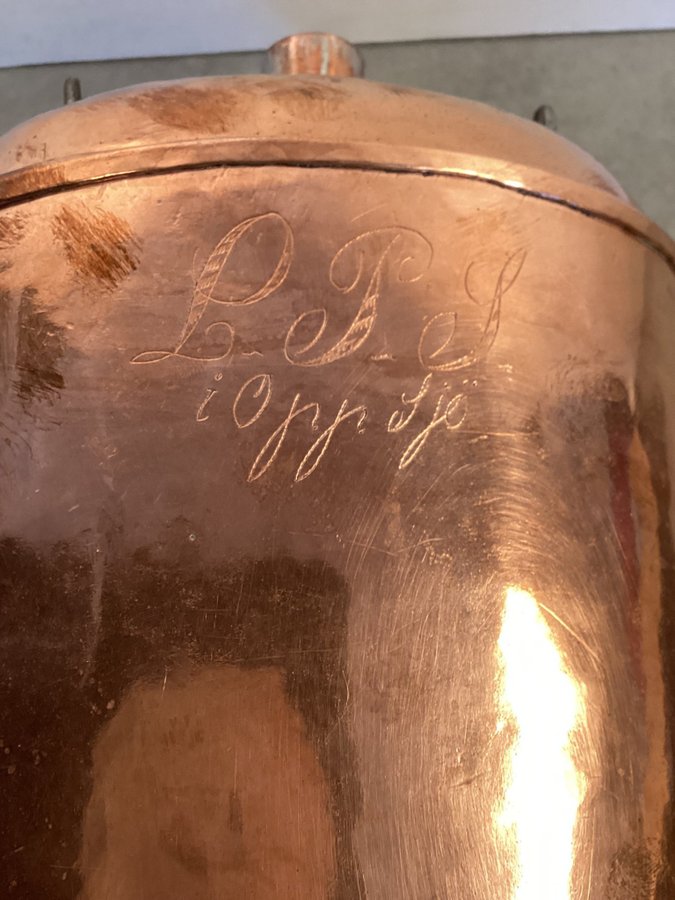 L. P. S
i Oppsjö